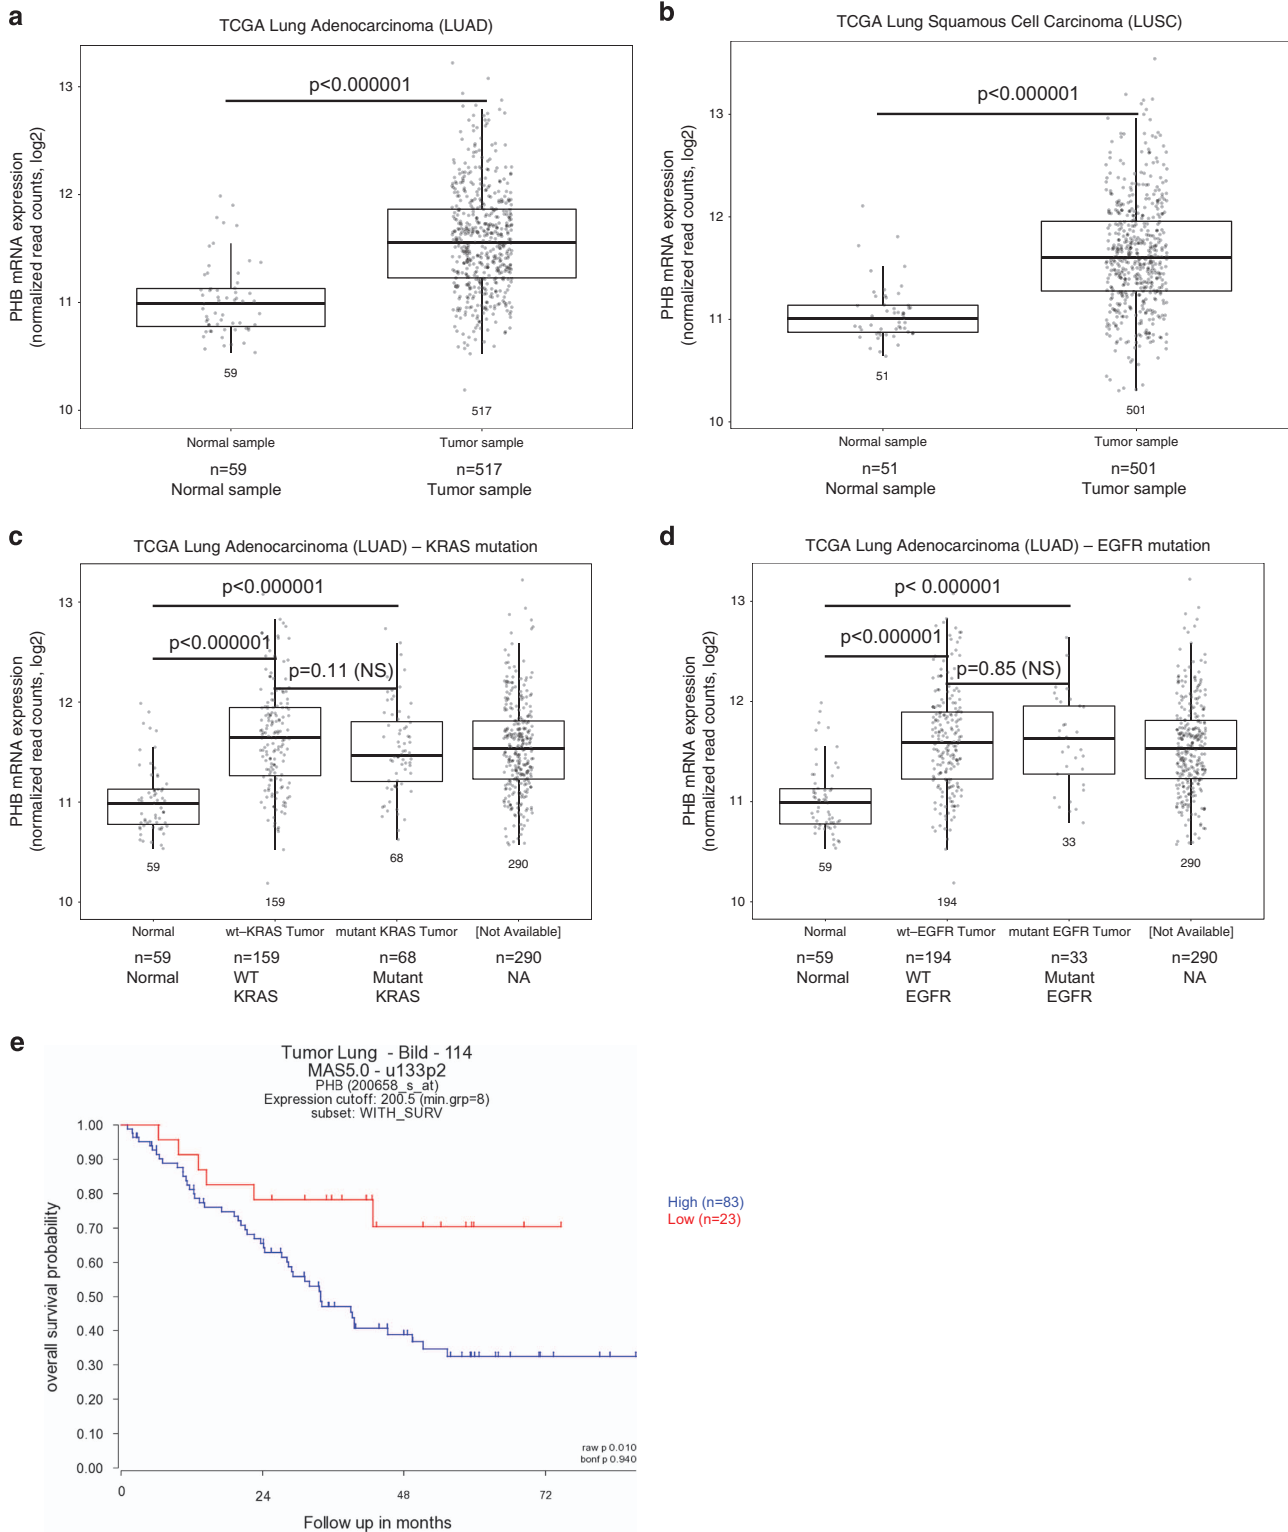 a
TCGA Lung Adenocarcinoma (LUAD)
PHB mRNA expression
(normalized read counts, log2)
13
12
11
10
p<0.000001
59
517
Normal sample
Tumor sample
n=59
n=517
Normal sample
Tumor sample
b
TCGA Lung Squamous Cell Carcinoma (LUSC)
PHB mRNA expression
(normalized read counts, log2)
13
12
11
10
p<0.000001
51
501
Normal sample
Tumor sample
n=51
n=501
Normal sample
Tumor sample
c
TCGA Lung Adenocarcinoma (LUAD) – KRAS mutation
PHB mRNA expression
(normalized read counts, log2)
13
12
11
10
p<0.000001
p<0.000001
p=0.11 (NS)
59
159
68
290
Normal
wt–KRAS Tumor
mutant KRAS Tumor
[Not Available]
n=59
n=159
n=68
n=290
Normal
WT
KRAS
Mutant
KRAS
NA
d
TCGA Lung Adenocarcinoma (LUAD) – EGFR mutation
PHB mRNA expression
(normalized read counts, log2)
13
12
11
10
p< 0.000001
p<0.000001
p=0.85 (NS)
59
194
33
290
Normal
wt–EGFR Tumor
mutant EGFR Tumor
[Not Available]
n=59
n=194
n=33
n=290
Normal
WT
EGFR
Mutant
EGFR
NA
e
Tumor Lung - Bild - 114
MAS5.0 - u133p2
PHB (200658_s_at)
Expression cutoff: 200.5 (min.grp=8)
subset: WITH_SURV
overall survival probability
1.00
0.90
0.80
0.70
0.60
0.50
0.40
0.30
0.20
0.10
0.00
High (n=83)
Low (n=23)
raw p 0.010
bonf p 0.940
0
24
48
72
Follow up in months